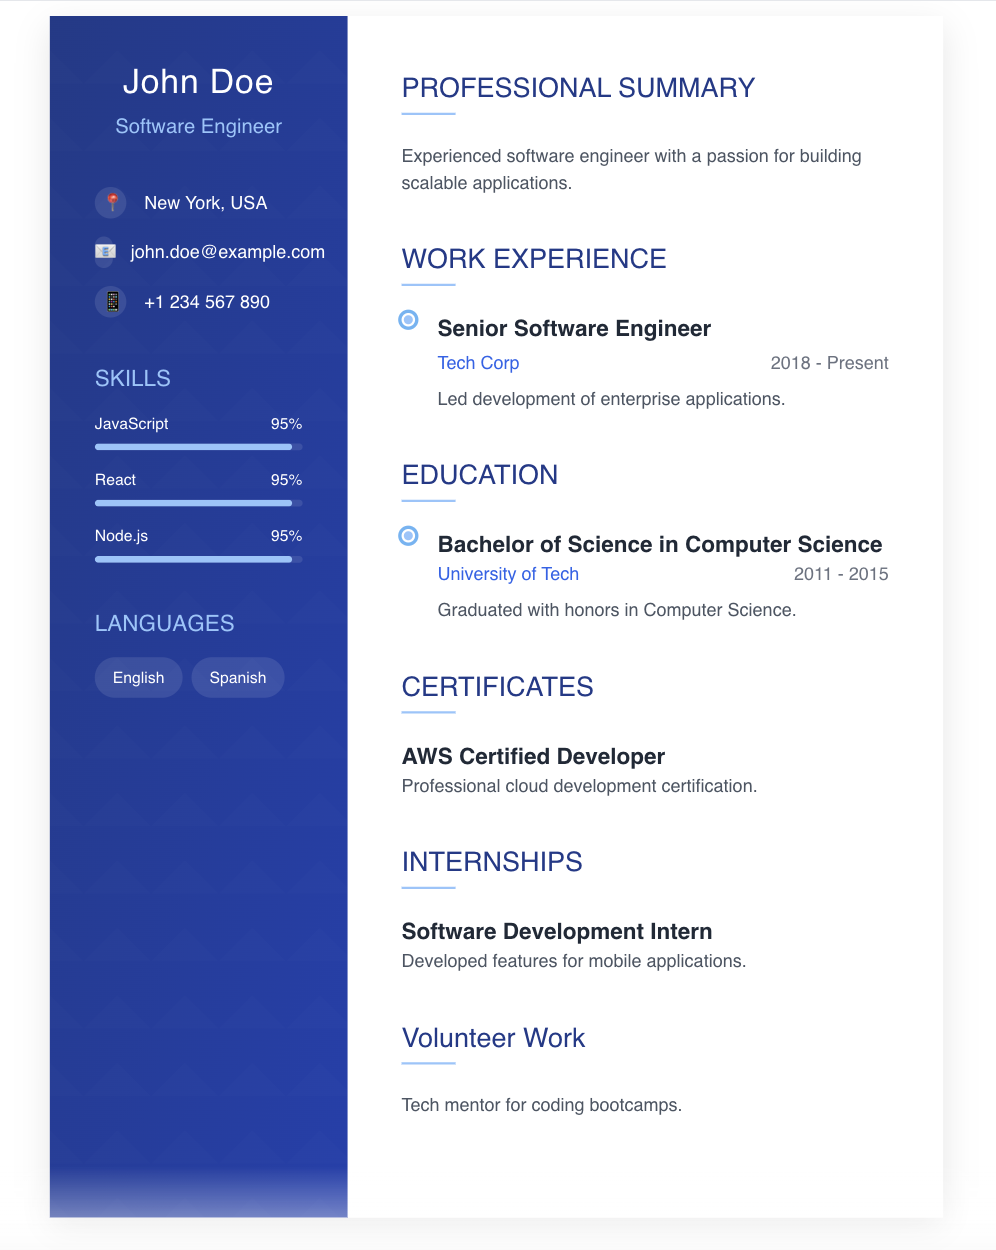 John Doe
Software Engineer
New York, USA
john.doe@example.com
+1 234 567 890
SKILLS
JavaScript 95%
React 95%
Node.js 95%
LANGUAGES
English Spanish
PROFESSIONAL SUMMARY
Experienced software engineer with a passion for building
scalable applications.
WORK EXPERIENCE
Senior Software Engineer
Tech Corp 2018 - Present
Led development of enterprise applications.
EDUCATION
Bachelor of Science in Computer Science
University of Tech 2011 - 2015
Graduated with honors in Computer Science.
CERTIFICATES
AWS Certified Developer
Professional cloud development certification.
INTERNSHIPS
Software Development Intern
Developed features for mobile applications.
Volunteer Work
Tech mentor for coding bootcamps.